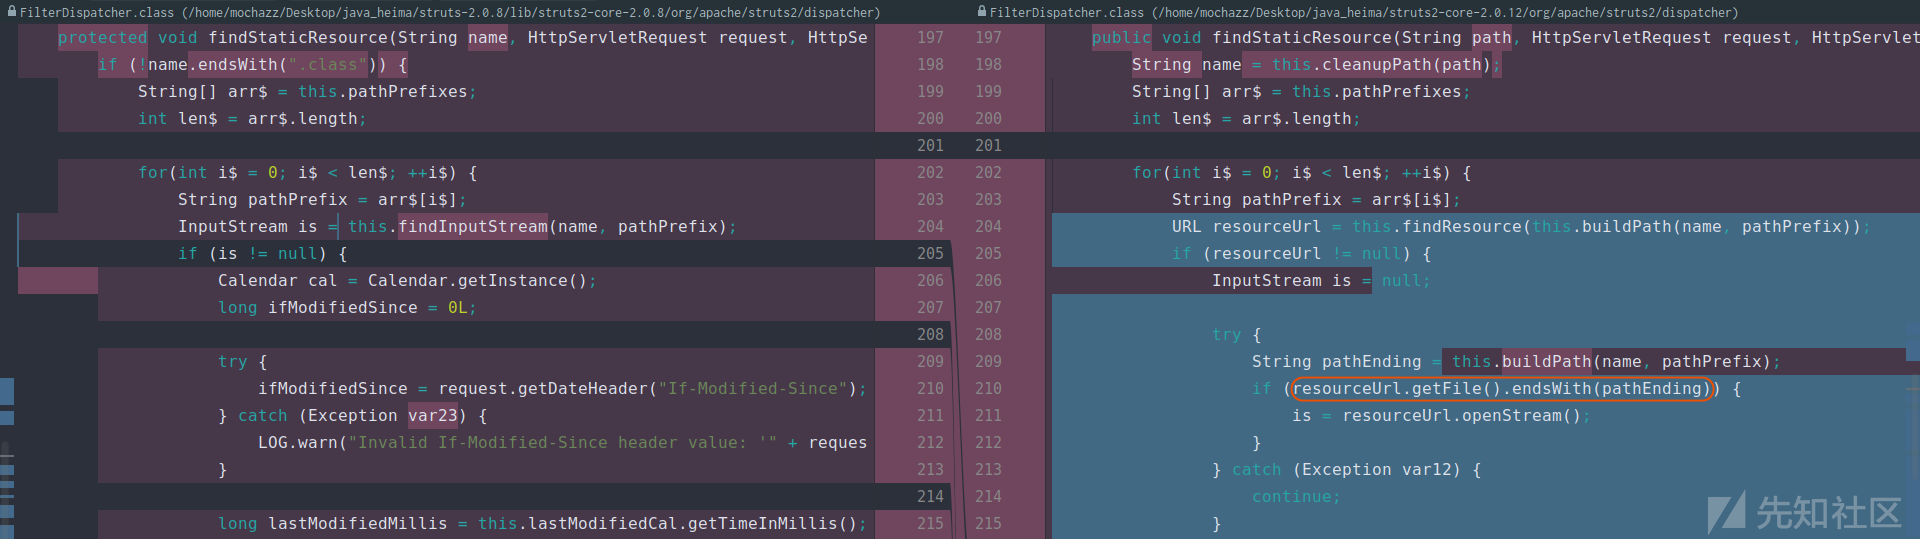 FilterDispatcher.class (/home/mochazz/Desktop/java_heima/struts-2.0.8/lib/struts2-core-2.0.8/org/apache/struts2/dispatcher)
protected void findStaticResource(String name, HttpServletRequest request, HttpSe 197
if (!name.endsWith(".class")) { 198
String[] arr$ = this.pathPrefixes; 199
int len$ = arr$.length; 200
201
for(int i$ = 0; i$ < len$; ++i$) { 202
String pathPrefix = arr$[i$]; 203
InputStream is = this.findInputStream(name, pathPrefix); 204
if (is != null) { 205
Calendar cal = Calendar.getInstance(); 206
long ifModifiedSince = 0L; 207
208
try { 209
ifModifiedSince = request.getDateHeader("If-Modified-Since"); 210
} catch (Exception var23) { 211
LOG.warn("Invalid If-Modified-Since header value: '" + reques 212
} 213
214
long lastModifiedMillis = this.lastModifiedCal.getTimeInMillis(); 215
FilterDispatcher.class (/home/mochazz/Desktop/java_heima/struts2-core-2.0.12/org/apache/struts2/dispatcher)
197 public void findStaticResource(String path, HttpServletRequest request, HttpServlet
198 String name = this.cleanupPath(path);
199 String[] arr$ = this.pathPrefixes;
200 int len$ = arr$.length;
201
202 for(int i$ = 0; i$ < len$; ++i$) {
203 String pathPrefix = arr$[i$];
204 URL resourceUrl = this.findResource(this.buildPath(name, pathPrefix));
205 if (resourceUrl != null) {
206 InputStream is = null;
207
208 try {
209 String pathEnding = this.buildPath(name, pathPrefix);
210 if (resourceUrl.getFile().endsWith(pathEnding)) {
211 is = resourceUrl.openStream();
212 }
213 } catch (Exception var12) {
214 continue;
215 }
先知社区